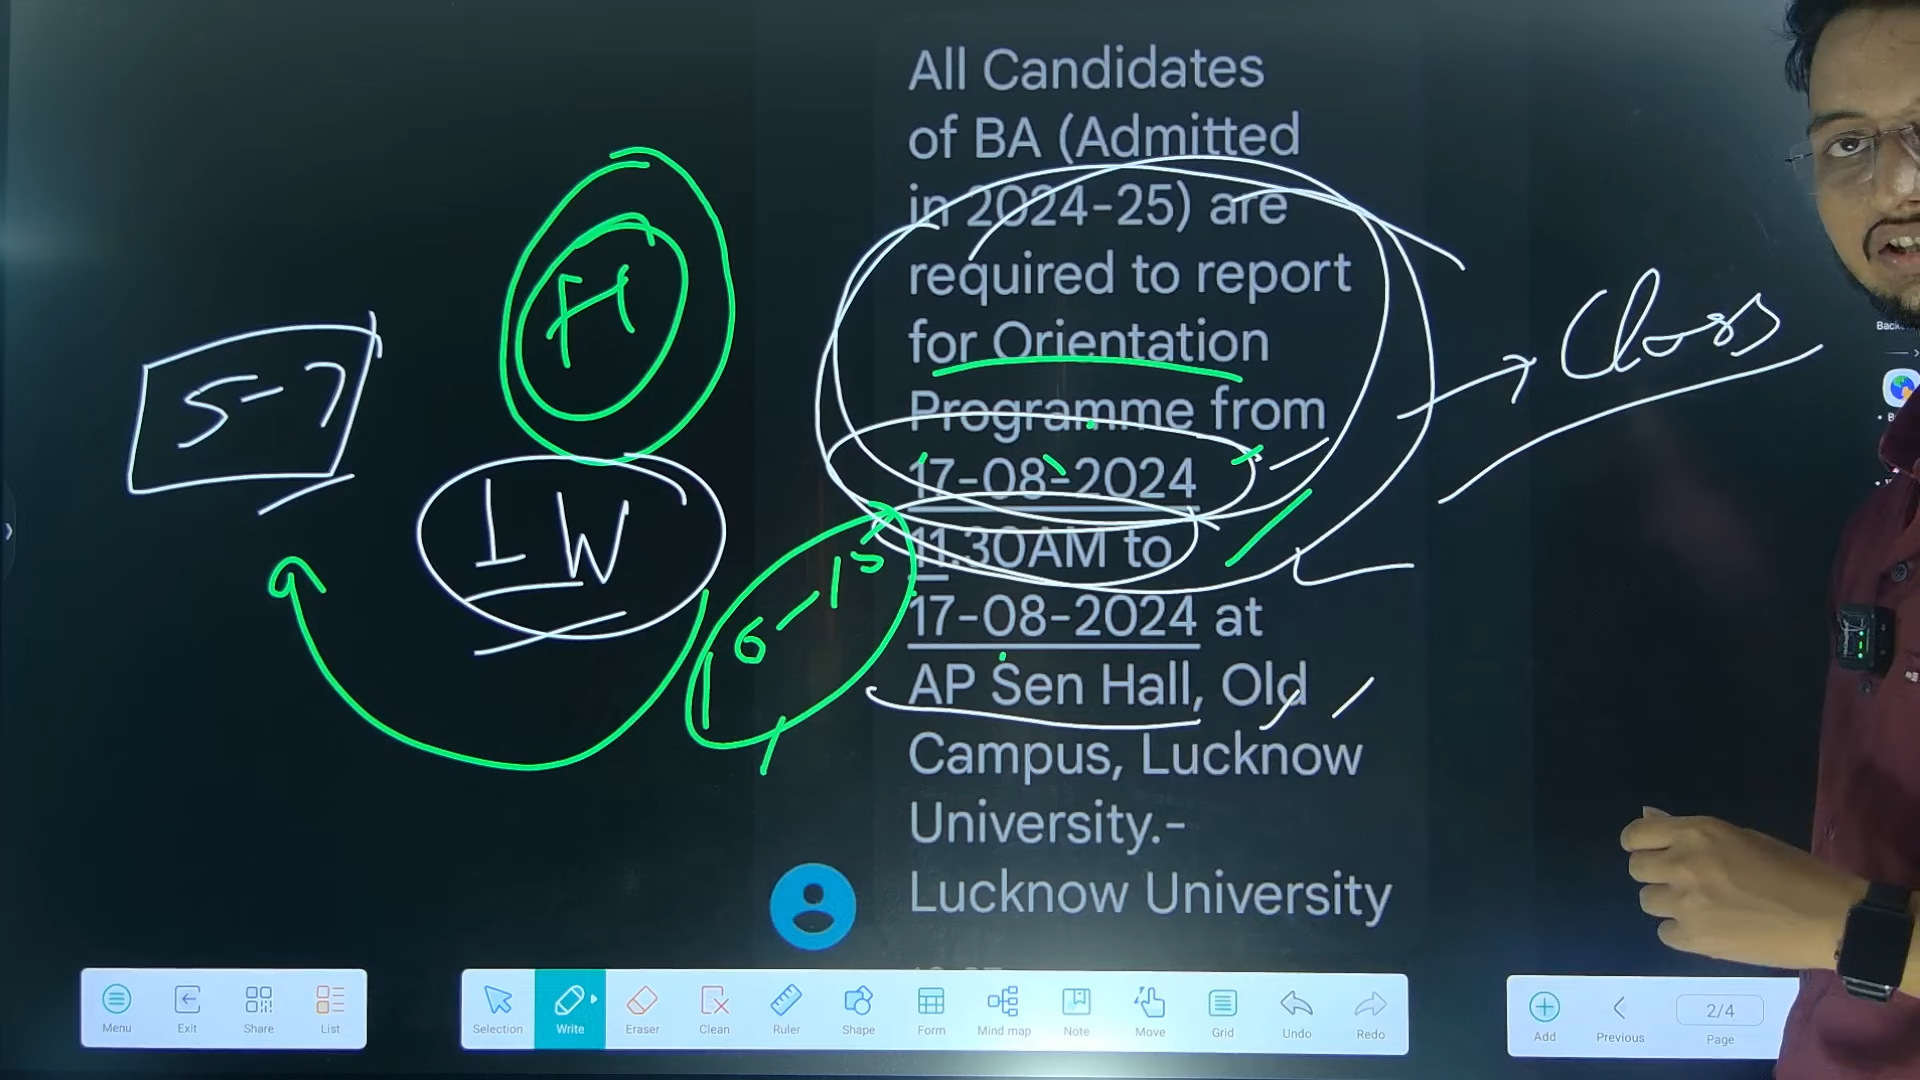 All Candidates
of BA (Admitted
in 2024-25) are
required to report
for Orientation
Programme from
17-08-2024
11.30AM to
17-08-2024 at
AP Sen Hall, Old
Campus, Lucknow
University.-
Lucknow University
5-7
H
1 W
6-15
Class
Menu
Exit
Share
List
Selection
Write
Eraser
Clean
Ruler
Shape
Form
Mind map
Note
Move
Grid
Undo
Redo
Add
Previous
2/4
Page